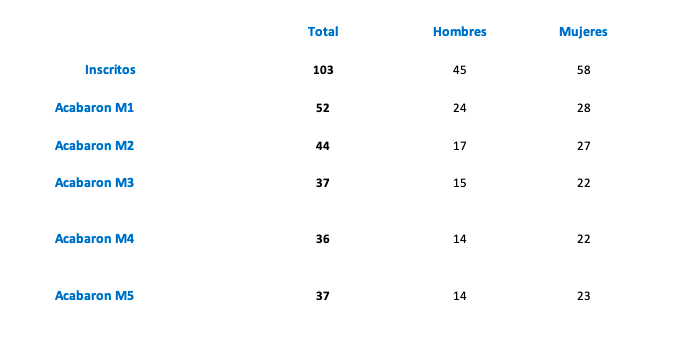 Total Hombres Mujeres
Inscritos 103 45 58
Acabaron M1 52 24 28
Acabaron M2 44 17 27
Acabaron M3 37 15 22
Acabaron M4 36 14 22
Acabaron M5 37 14 23